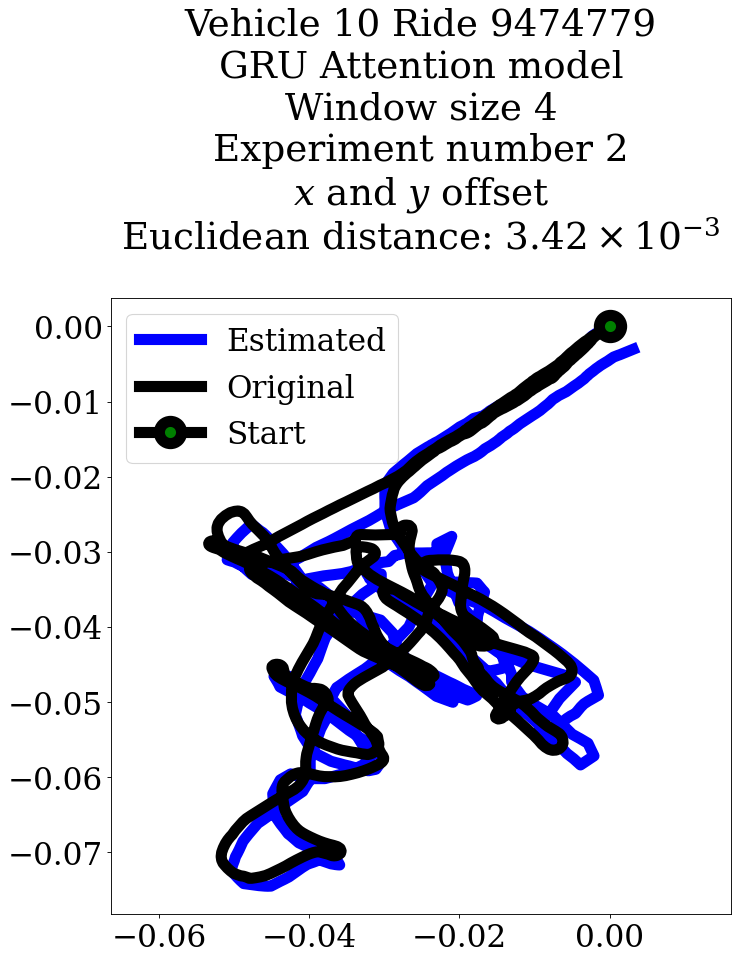 Vehicle 10 Ride 9474779
GRU Attention model
Window size 4
Experiment number 2
x and y offset
Euclidean distance: 3.42 × 10⁻³
Estimated
Original
Start
0.00
−0.01
−0.02
−0.03
−0.04
−0.05
−0.06
−0.07
−0.06 −0.04 −0.02 0.00